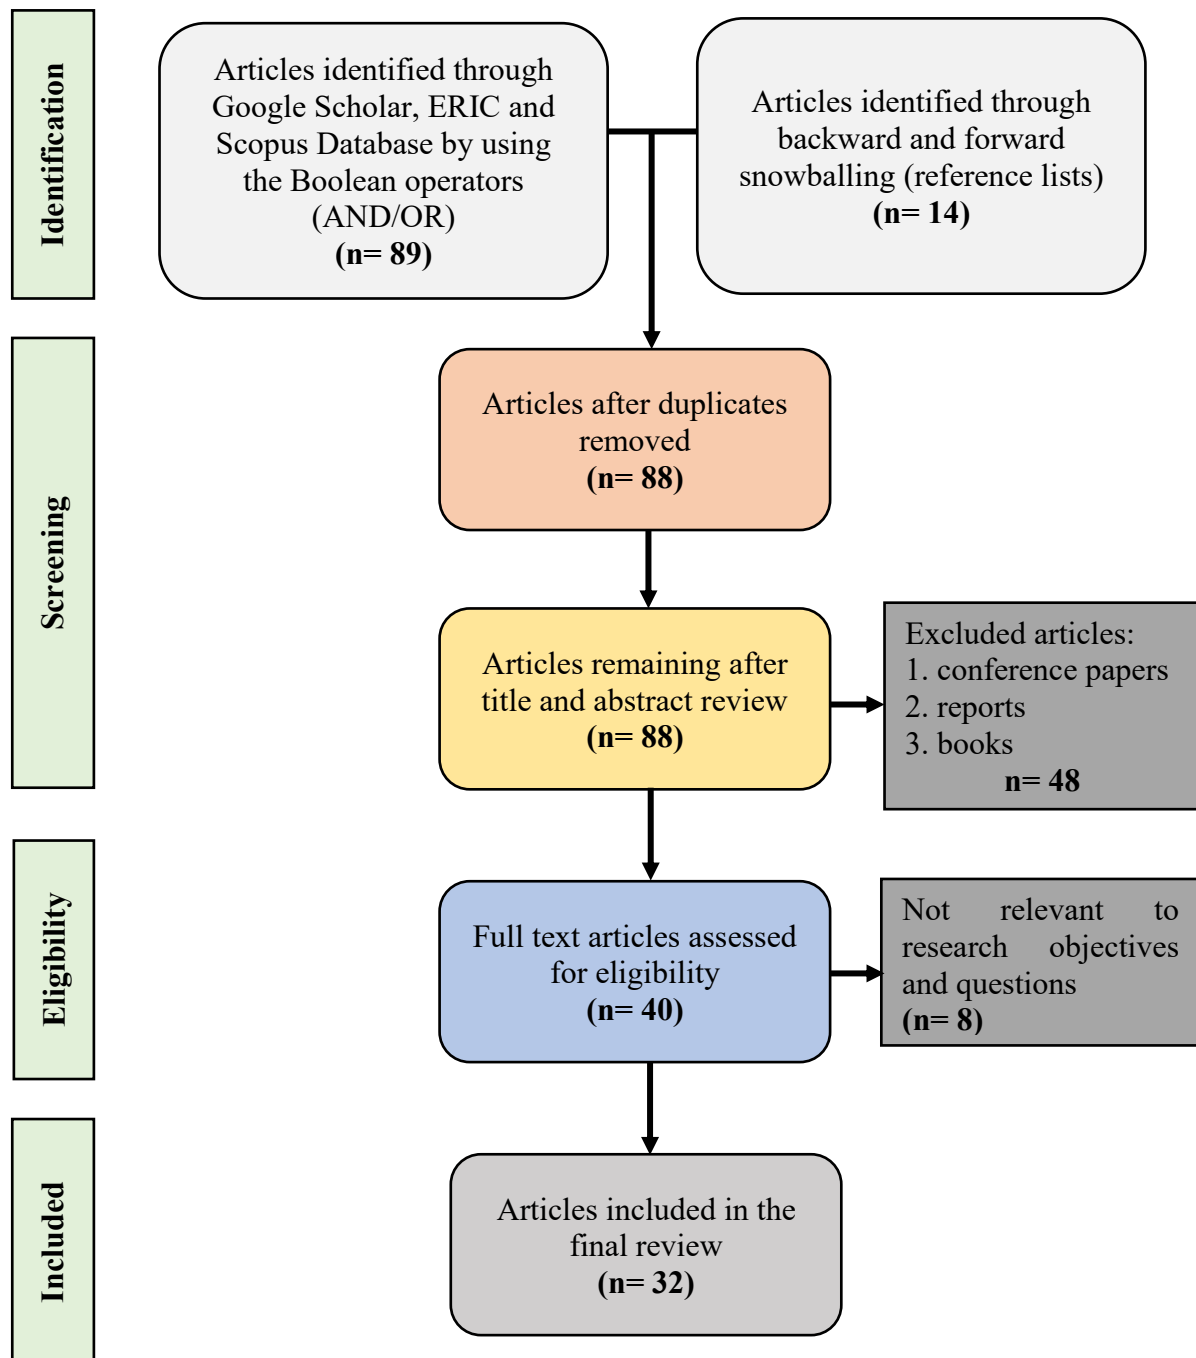 Identification
Articles identified through
Google Scholar, ERIC and
Scopus Database by using
the Boolean operators
(AND/OR)
(n= 89)
Articles identified through
backward and forward
snowballing (reference lists)
(n= 14)
Screening
Articles after duplicates
removed
(n= 88)
Articles remaining after
title and abstract review
(n= 88)
Excluded articles:
1. conference papers
2. reports
3. books
n= 48
Eligibility
Full text articles assessed
for eligibility
(n= 40)
Not relevant to
research objectives
and questions
(n= 8)
Included
Articles included in the
final review
(n= 32)